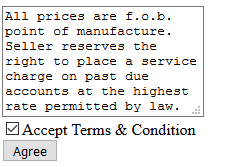 All prices are f.o.b.
point of manufacture.
Seller reserves the
right to place a service
charge on past due
accounts at the highest
rate permitted by law.
Accept Terms & Condition
Agree